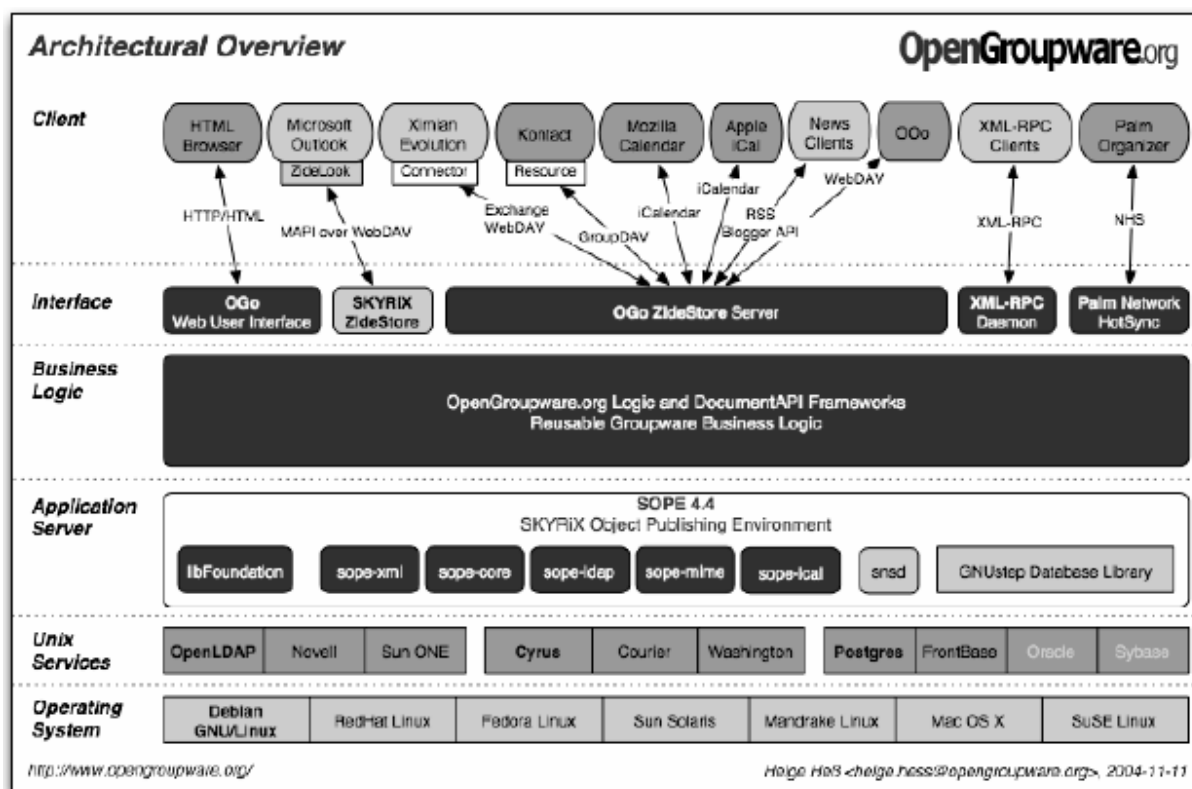 Architectural Overview
OpenGroupware.org
Client
HTML
Browser
Microsoft
Outlook
ZideLook
Ximian
Evolution
Connector
Kontact
Resource
Mozilla
Calendar
Apple
iCal
News
Clients
OOo
XML-RPC
Clients
Palm
Organizer
HTTP/HTML
MAPI over WebDAV
Exchange
WebDAV
GroupDAV
iCalendar
iCalendar
RSS
Blogger API
WebDAV
XML-RPC
NHS
Interface
OGo
Web User Interface
SKYRiX
ZideStore
OGo ZideStore Server
XML-RPC
Daemon
Palm Network
HotSync
Business
Logic
OpenGroupware.org Logic and DocumentAPI Frameworks
Reusable Groupware Business Logic
Application
Server
SOPE 4.4
SKYRiX Object Publishing Environment
libFoundation
sope-xml
sope-core
sope-ldap
sope-mime
sope-ical
snsd
GNUstep Database Library
Unix
Services
OpenLDAP
Novell
Sun ONE
Cyrus
Courier
Washington
Postgres
FrontBase
Oracle
Sybase
Operating
System
Debian
GNU/Linux
RedHat Linux
Fedora Linux
Sun Solaris
Mandrake Linux
Mac OS X
SuSE Linux
http://www.opengroupware.org/
Helge Heß <helge.hess@opengroupware.org>, 2004-11-11